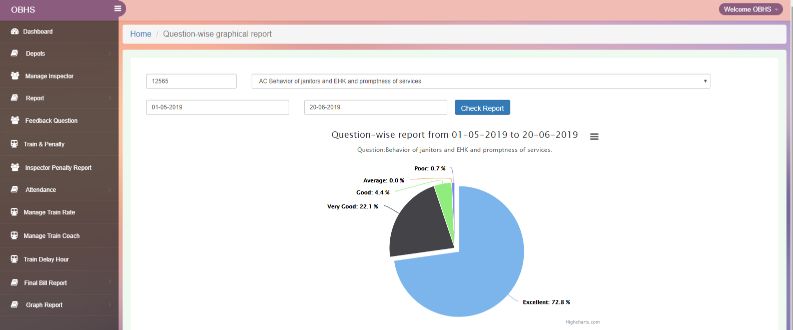 OBHS
Welcome OBHS
Dashboard
Depots
Manage Inspector
Report
Feedback Question
Train & Penalty
Inspector Penalty Report
Attendance
Manage Train Rate
Manage Train Coach
Train Delay Hour
Final Bill Report
Graph Report
Home / Question-wise graphical report
12565
AC Behavior of janitors and EHK and promptness of services
01-05-2019
20-06-2019
Check Report
Question-wise report from 01-05-2019 to 20-06-2019
Question:Behavior of janitors and EHK and promptness of services.
Poor: 0.7 %
Average: 0.0 %
Good: 4.4 %
Very Good: 22.1 %
Excellent: 72.8 %
Highcharts.com